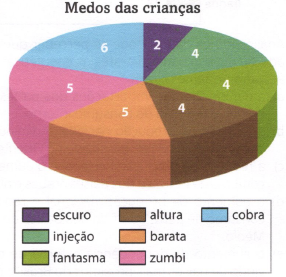 Medos das crianças
6 2 4
5 4
5 4
escuro altura cobra
injeção barata
fantasma zumbi